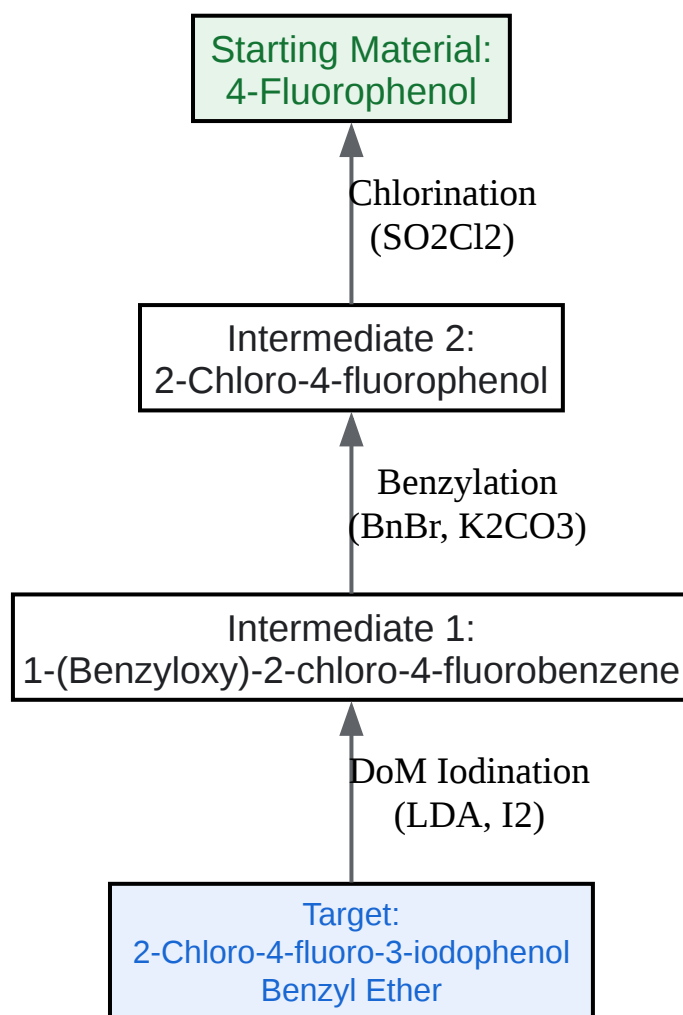 Starting Material:
4-Fluorophenol
Chlorination
(SO2Cl2)
Intermediate 2:
2-Chloro-4-fluorophenol
Benzylation
(BnBr, K2CO3)
Intermediate 1:
1-(Benzyloxy)-2-chloro-4-fluorobenzene
DoM Iodination
(LDA, I2)
Target:
2-Chloro-4-fluoro-3-iodophenol
Benzyl Ether